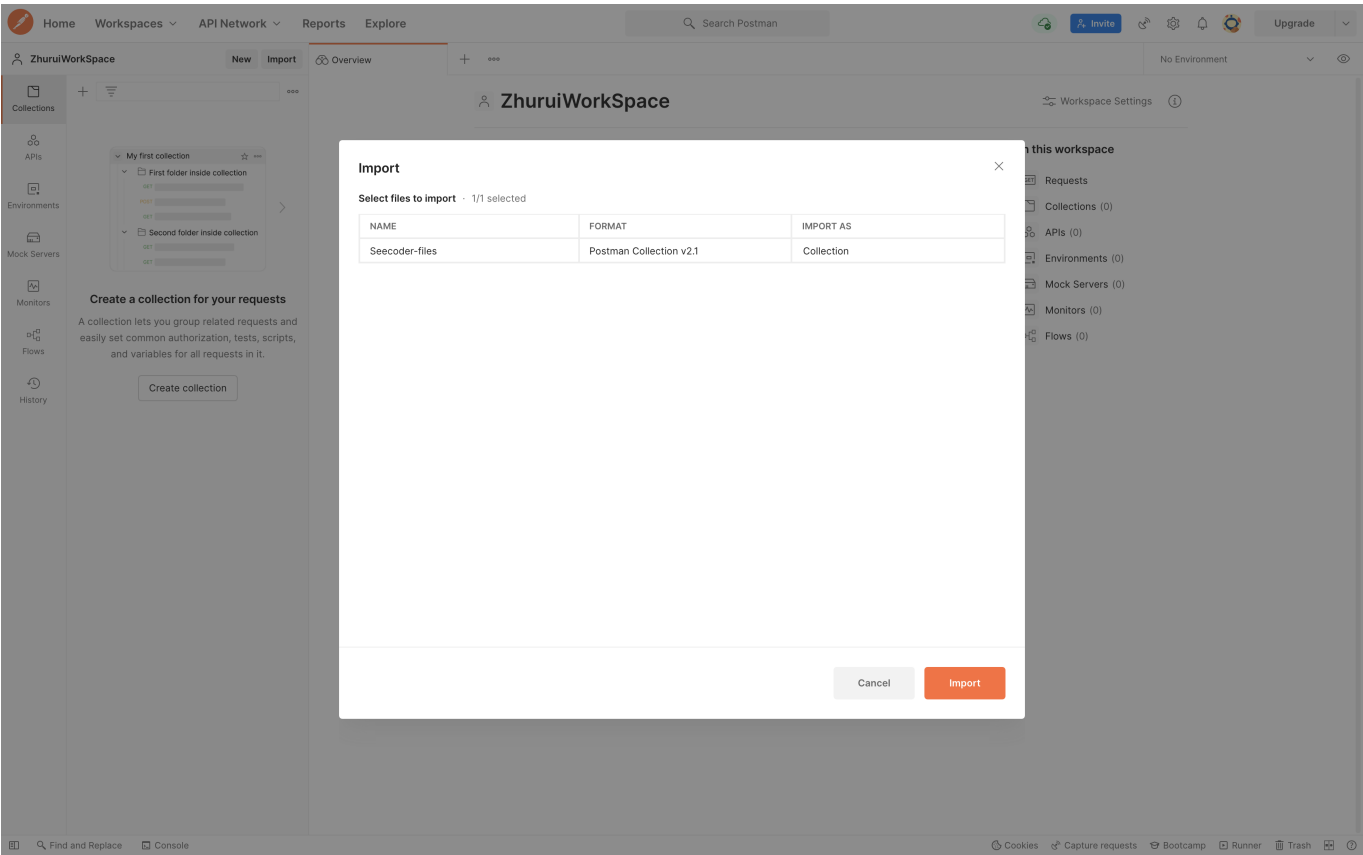 Home Workspaces API Network Reports Explore Search Postman Invite Upgrade
ZhuruiWorkSpace New Import Overview No Environment
Collections
APIs
Environments
Mock Servers
Monitors
Flows
History
My first collection
First folder inside collection
GET
GET
Second folder inside collection
GET
GET
Create a collection for your requests
A collection lets you group related requests and
easily set common authorization, tests, scripts,
and variables for all requests in it.
Create collection
ZhuruiWorkSpace
Workspace Settings
Import
Select files to import · 1/1 selected
NAME FORMAT IMPORT AS
Seecoder-files Postman Collection v2.1 Collection
Cancel Import
this workspace
Requests
Collections (0)
APIs (0)
Environments (0)
Mock Servers (0)
Monitors (0)
Flows (0)
Find and Replace Console Cookies Capture requests Bootcamp Runner Trash